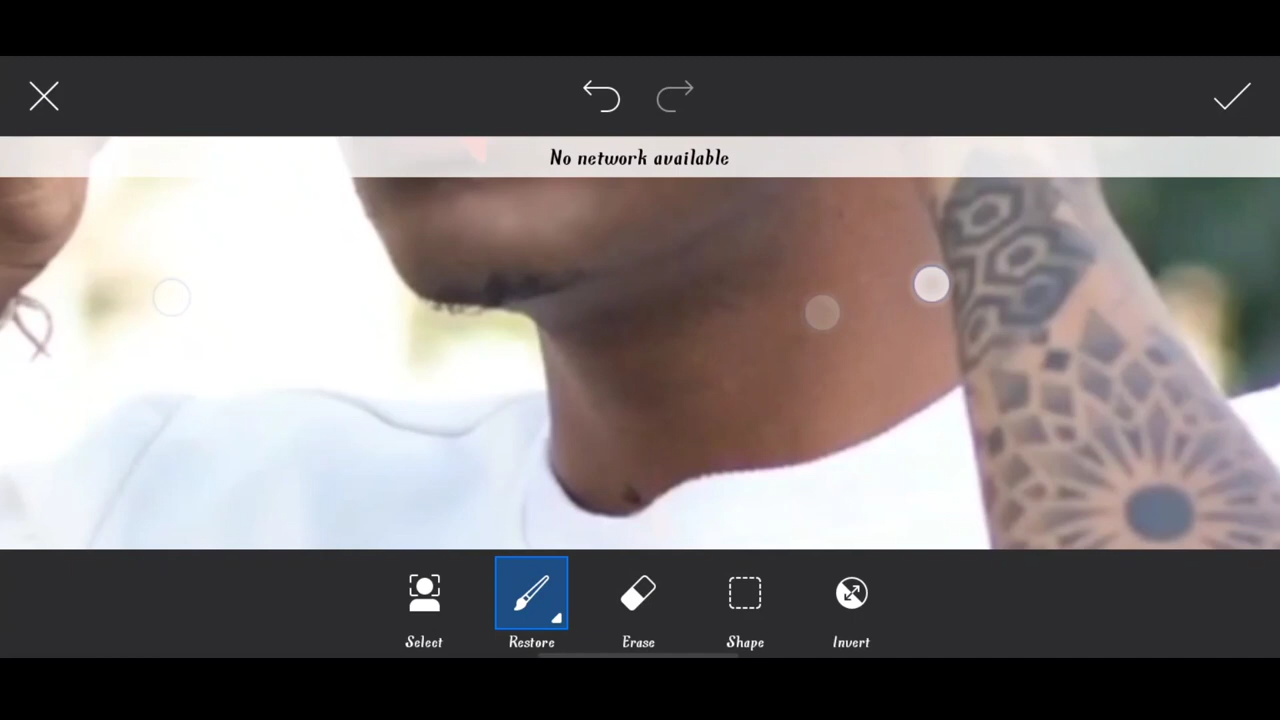 No network available
Select
Restore
Erase
Shape
Invert